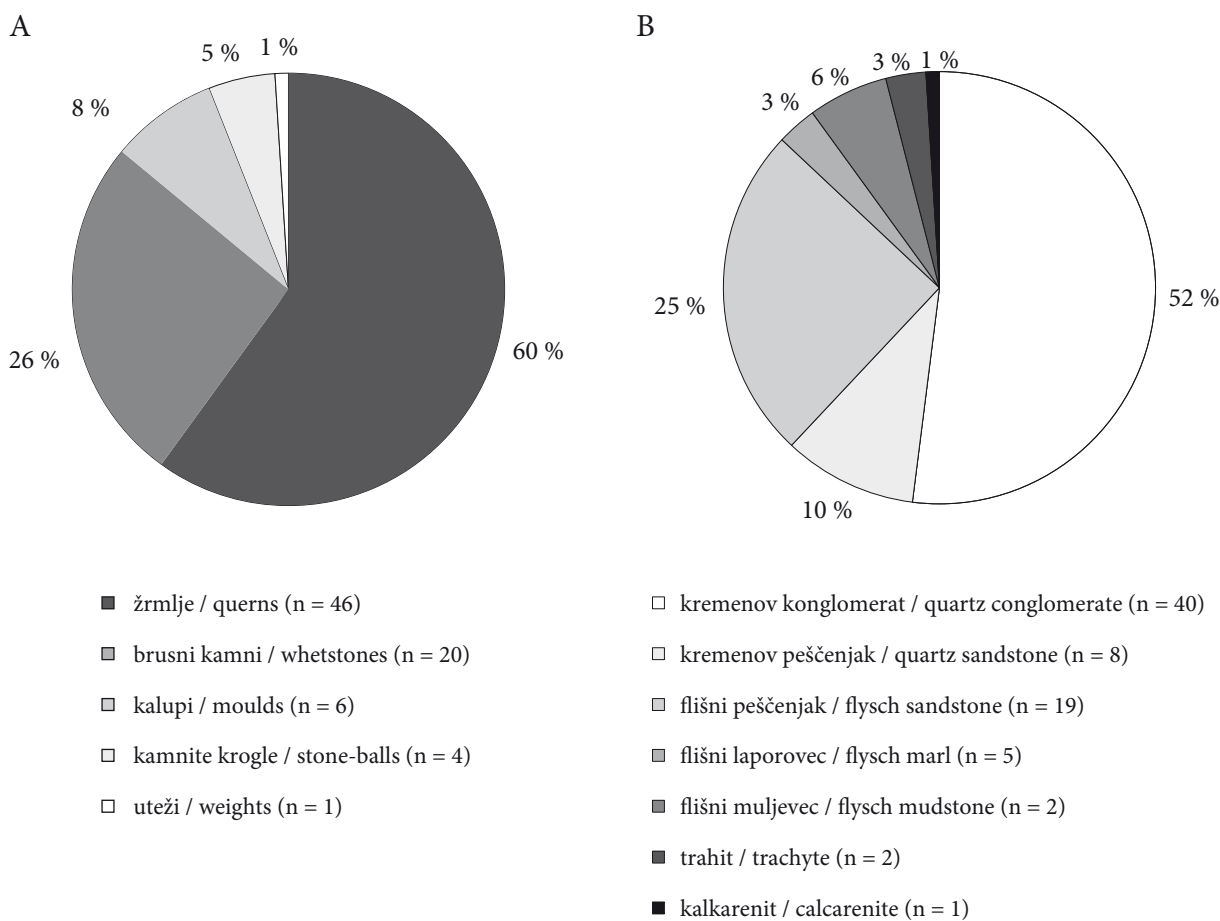 A
5 %
1 %
8 %
26 %
60 %
žrmlje / querns (n = 46)
brusni kamni / whetstones (n = 20)
kalupi / moulds (n = 6)
kamnite krogle / stone-balls (n = 4)
uteži / weights (n = 1)
B
3 %
1 %
6 %
3 %
25 %
52 %
10 %
kremenov konglomerat / quartz conglomerate (n = 40)
kremenov peščenjak / quartz sandstone (n = 8)
flišni peščenjak / flysch sandstone (n = 19)
flišni laporovec / flysch marl (n = 5)
flišni muljevec / flysch mudstone (n = 2)
trahit / trachyte (n = 2)
kalkarenit / calcarenite (n = 1)